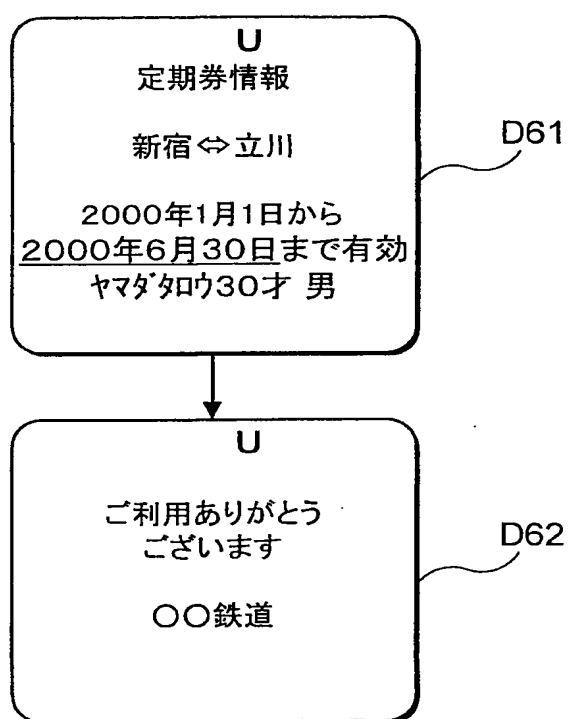 U
定期券情報
新宿⇔立川
2000年1月1日から
2000年6月30日まで有効
ﾔﾏﾀﾞﾀﾛｳ30才 男
D61
U
ご利用ありがとう
ございます
○○鉄道
D62